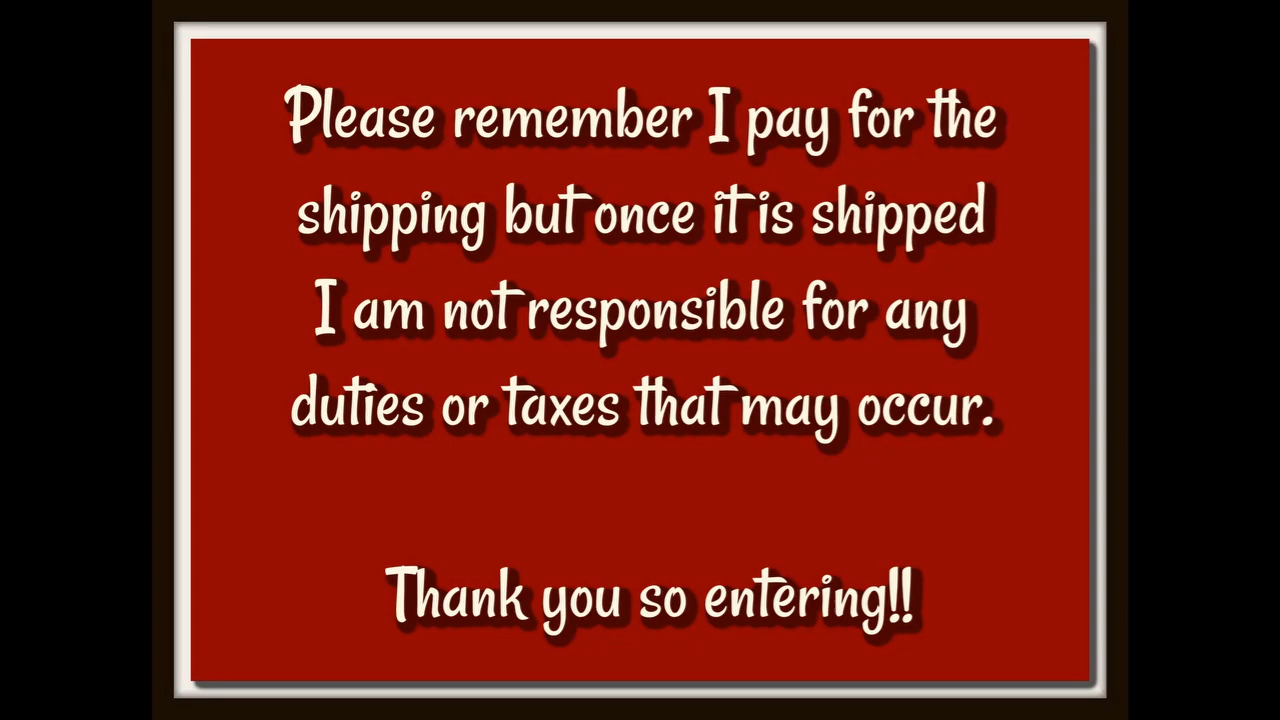 Please remember I pay for the
shipping but once it is shipped
I am not responsible for any
duties or taxes that may occur.
Thank you so entering!!